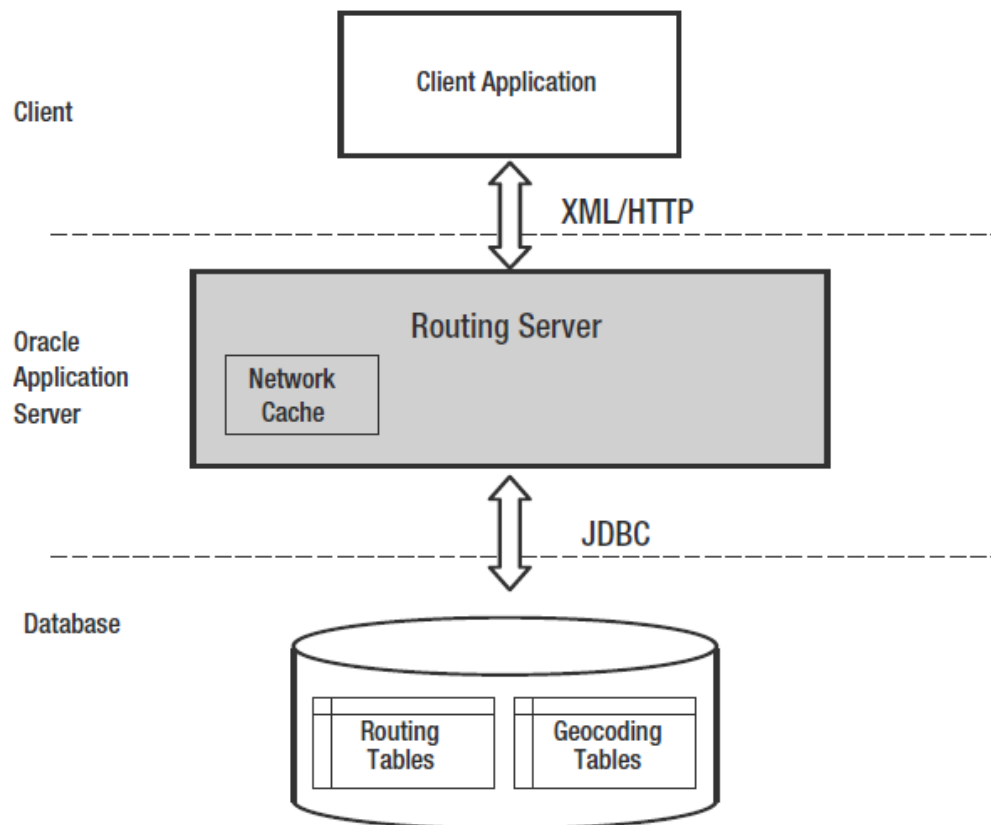 Client Application
Client
XML/HTTP
Routing Server
Oracle
Application
Server
Network
Cache
JDBC
Database
Routing
Tables
Geocoding
Tables